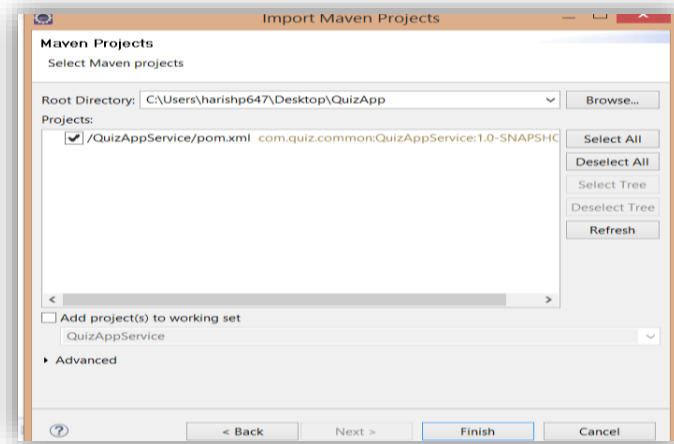 Import Maven Projects
Maven Projects
Select Maven projects
Root Directory: C:\Users\harishp647\Desktop\QuizApp Browse...
Projects:
/QuizAppService/pom.xml com.quiz.common:QuizAppService:1.0-SNAPSHO Select All
Deselect All
Select Tree
Deselect Tree
Refresh
Add project(s) to working set
QuizAppService
Advanced
? < Back Next > Finish Cancel